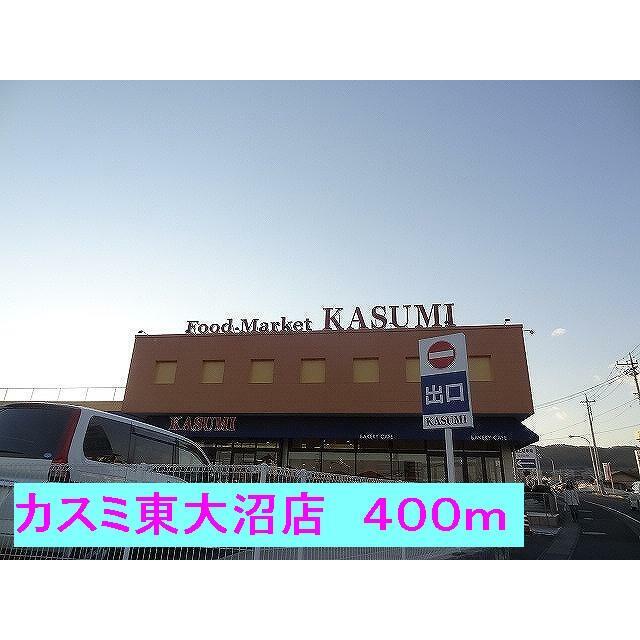 Food Market KASUMI
KASUMI
BAKERY CAFE
BAKERY CAFE
出口
KASUMI
カスミ東大沼店 400m